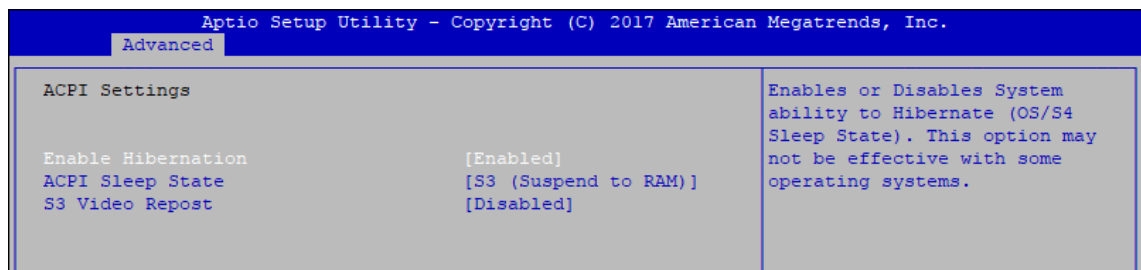 Aptio Setup Utility - Copyright (C) 2017 American Megatrends, Inc.
Advanced
ACPI Settings
Enable Hibernation [Enabled]
ACPI Sleep State [S3 (Suspend to RAM)]
S3 Video Repost [Disabled]
Enables or Disables System
ability to Hibernate (OS/S4
Sleep State). This option may
not be effective with some
operating systems.